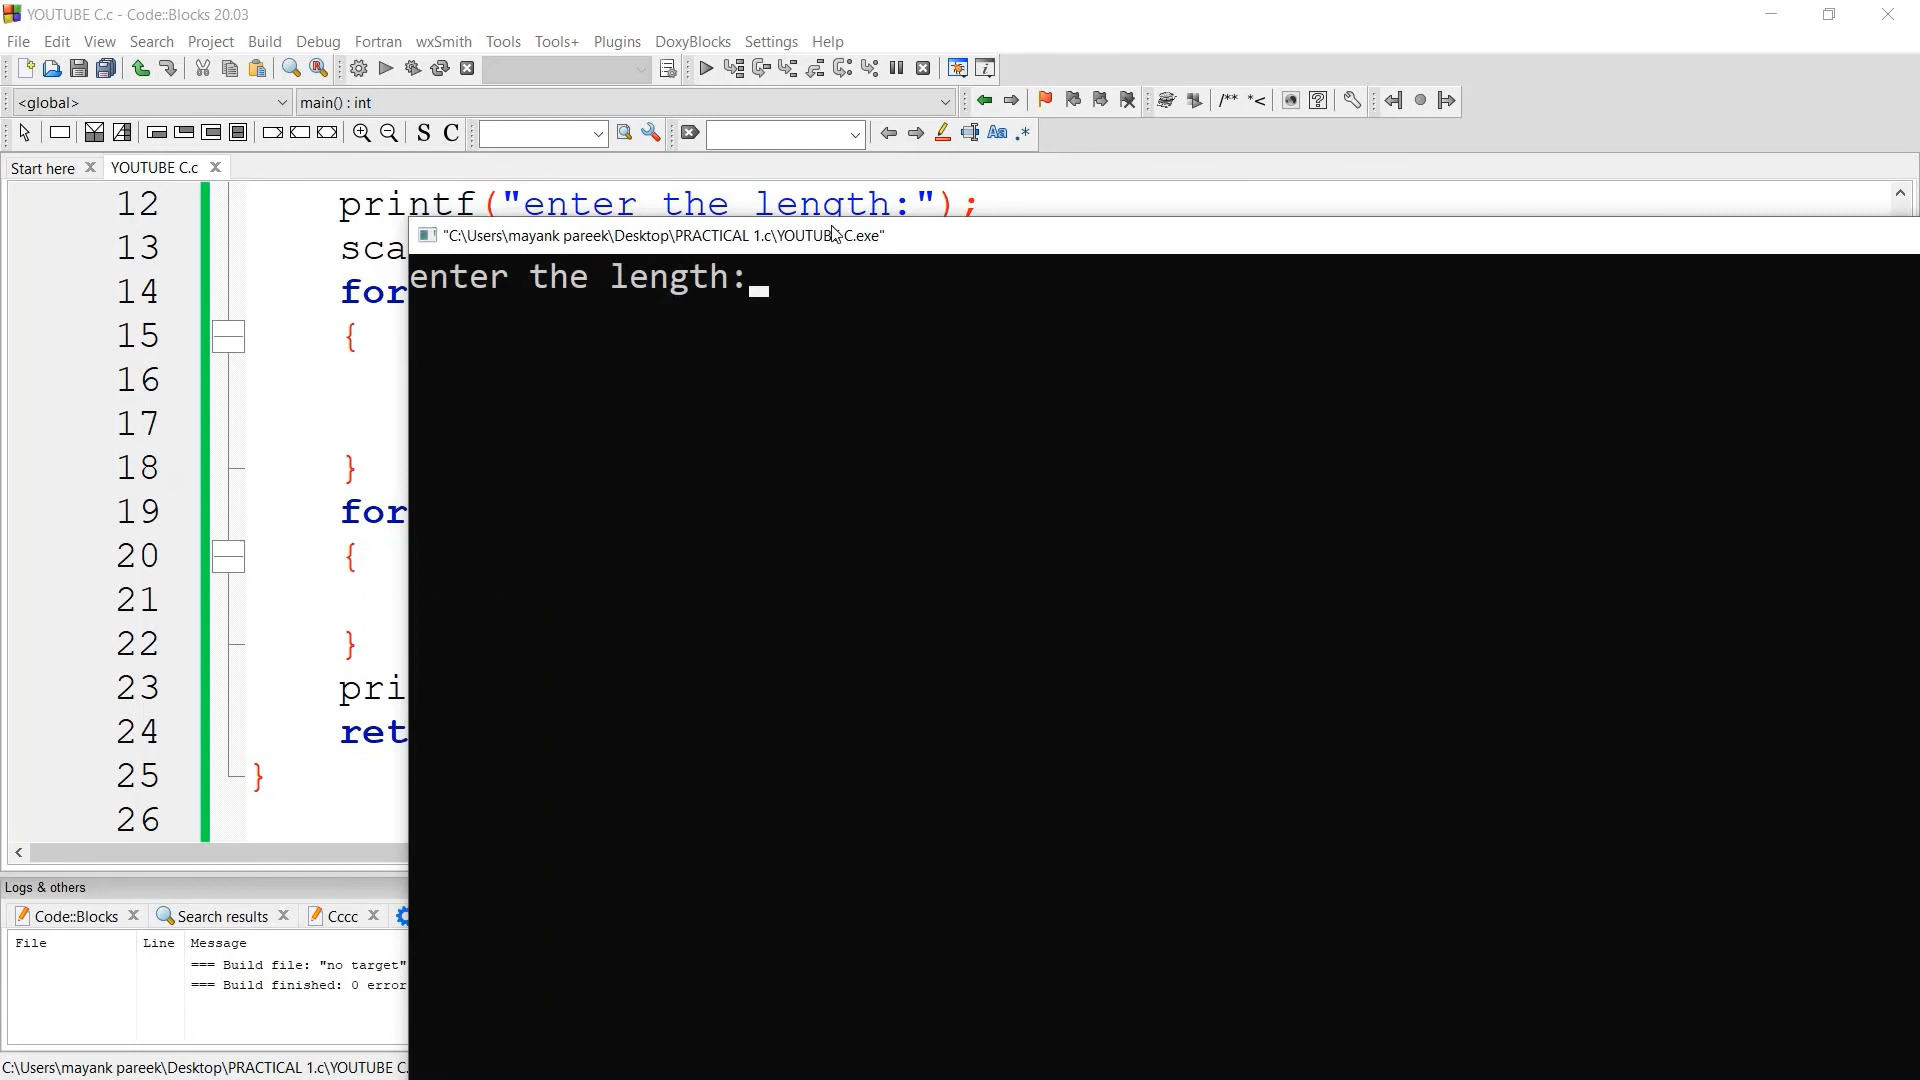 YOUTUBE C.c - Code::Blocks 20.03
File Edit View Search Project Build Debug Fortran wxSmith Tools Tools+ Plugins DoxyBlocks Settings Help
<global> main() : int /** *<
S C Aa .*
Start here YOUTUBE C.c
12 printf("enter the length:");
"C:\Users\mayank pareek\Desktop\PRACTICAL 1.c\YOUTUBE C.exe"
13 sca
enter the length:
14 for
15 {
16
17
18 }
19 for
20 {
21
22 }
23 pri
24 ret
25 }
26
Logs & others
Code::Blocks Search results Cccc
File Line Message
=== Build file: "no target"
=== Build finished: 0 error
C:\Users\mayank pareek\Desktop\PRACTICAL 1.c\YOUTUBE C.